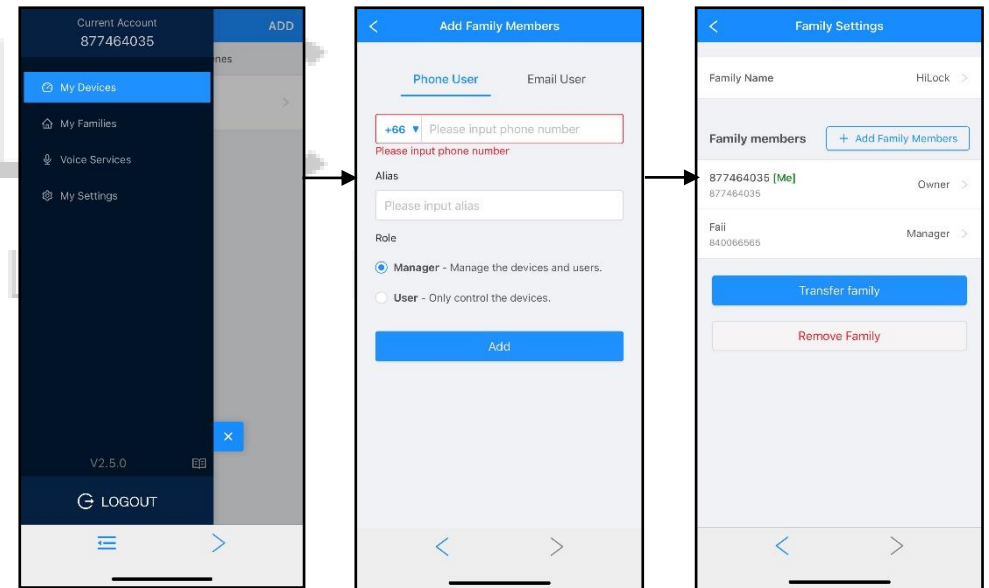 Current Account
877464035
ADD
My Devices
My Families
Voice Services
My Settings
V2.5.0
LOGOUT
Add Family Members
Phone User
Email User
+66 ▼ Please input phone number
Please input phone number
Alias
Please input alias
Role
Manager - Manage the devices and users.
User - Only control the devices.
Add
Family Settings
Family Name HiLock
Family members + Add Family Members
877464035 [Me] Owner
877464035
Faii Manager
840066565
Transfer family
Remove Family